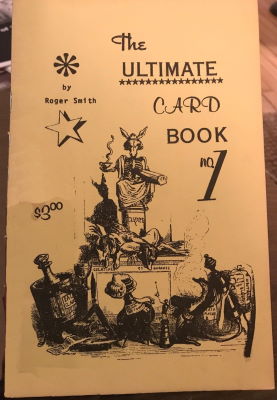 The
ULTIMATE
CARD
BOOK
NO. 1
by
Roger Smith
$3.00